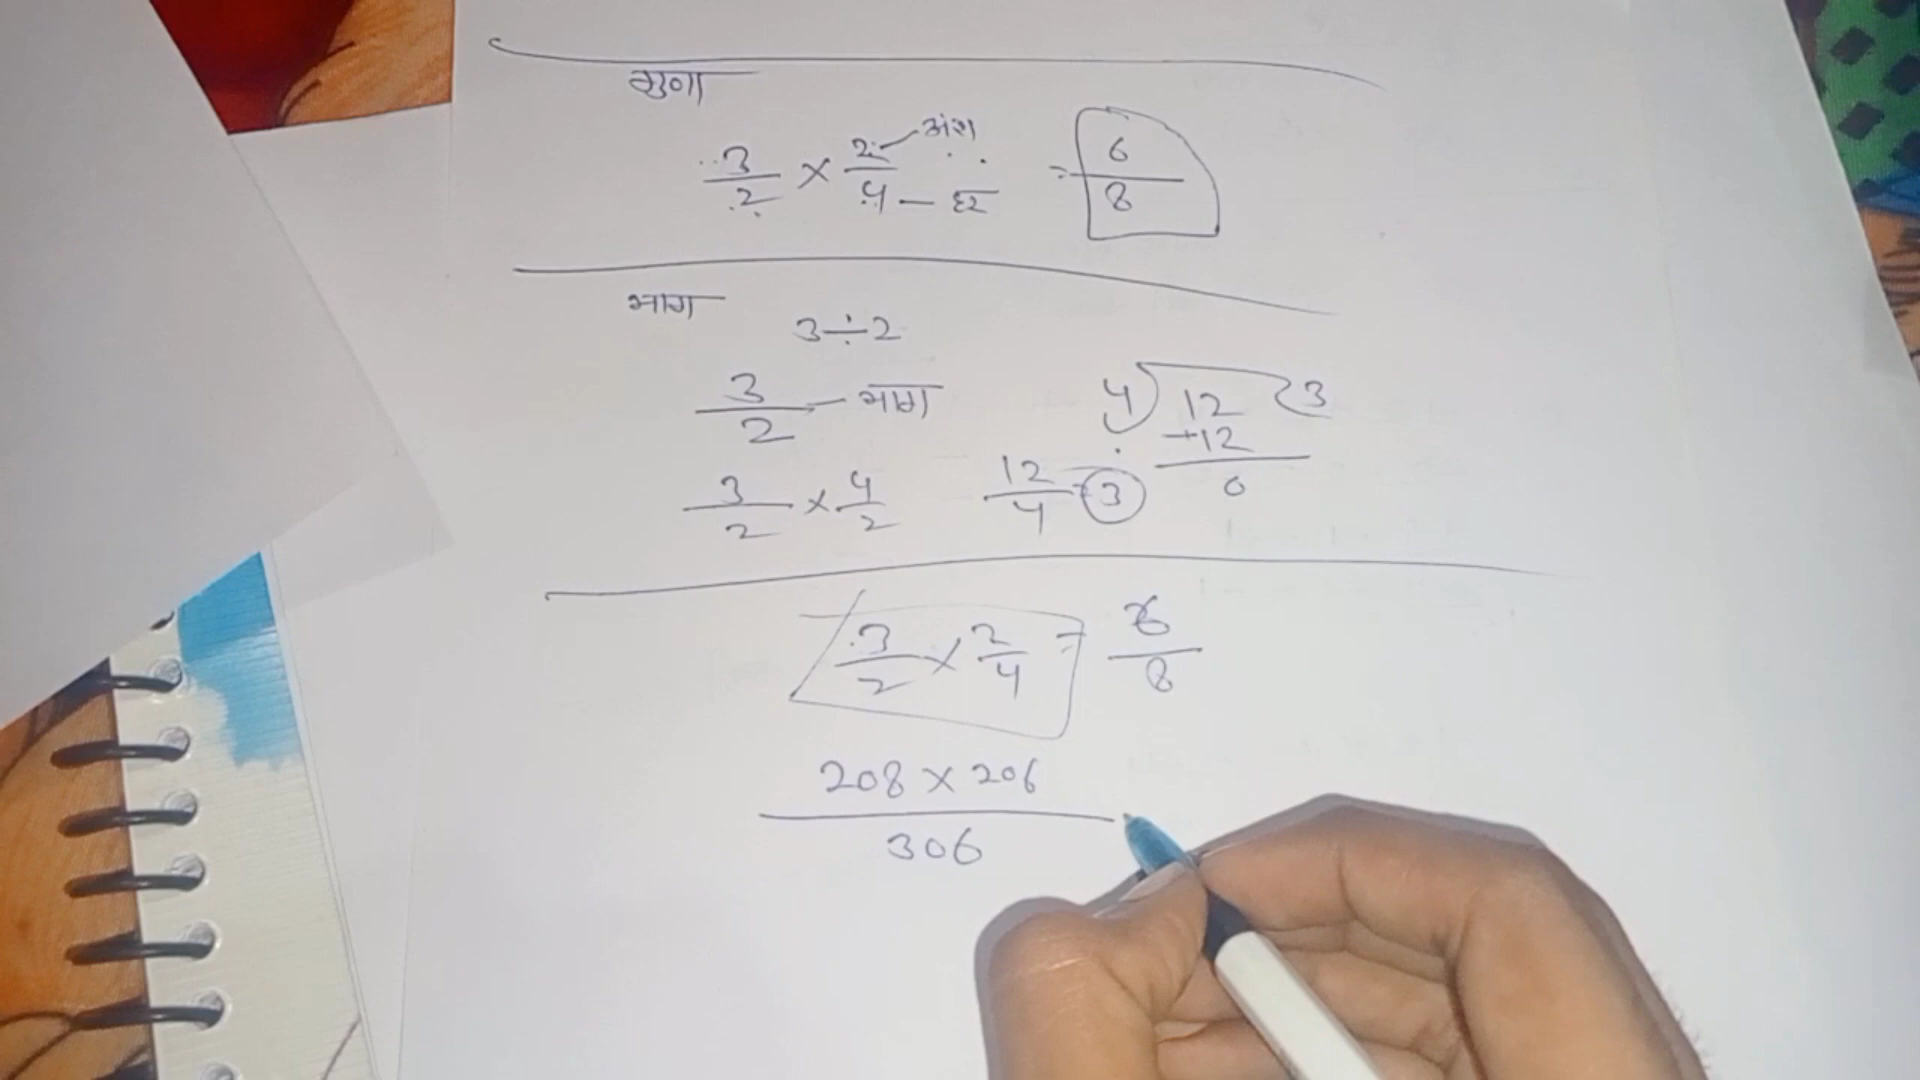 गुणा
3/2 × 2/4 = 6/8
अंश
हर
भाग
3÷2
3/2 — भाग
4) 12 (3
-12
0
3/2 × 4/2 12/4 = 3
3/2 × 2/4 = 6/8
208 × 206
306